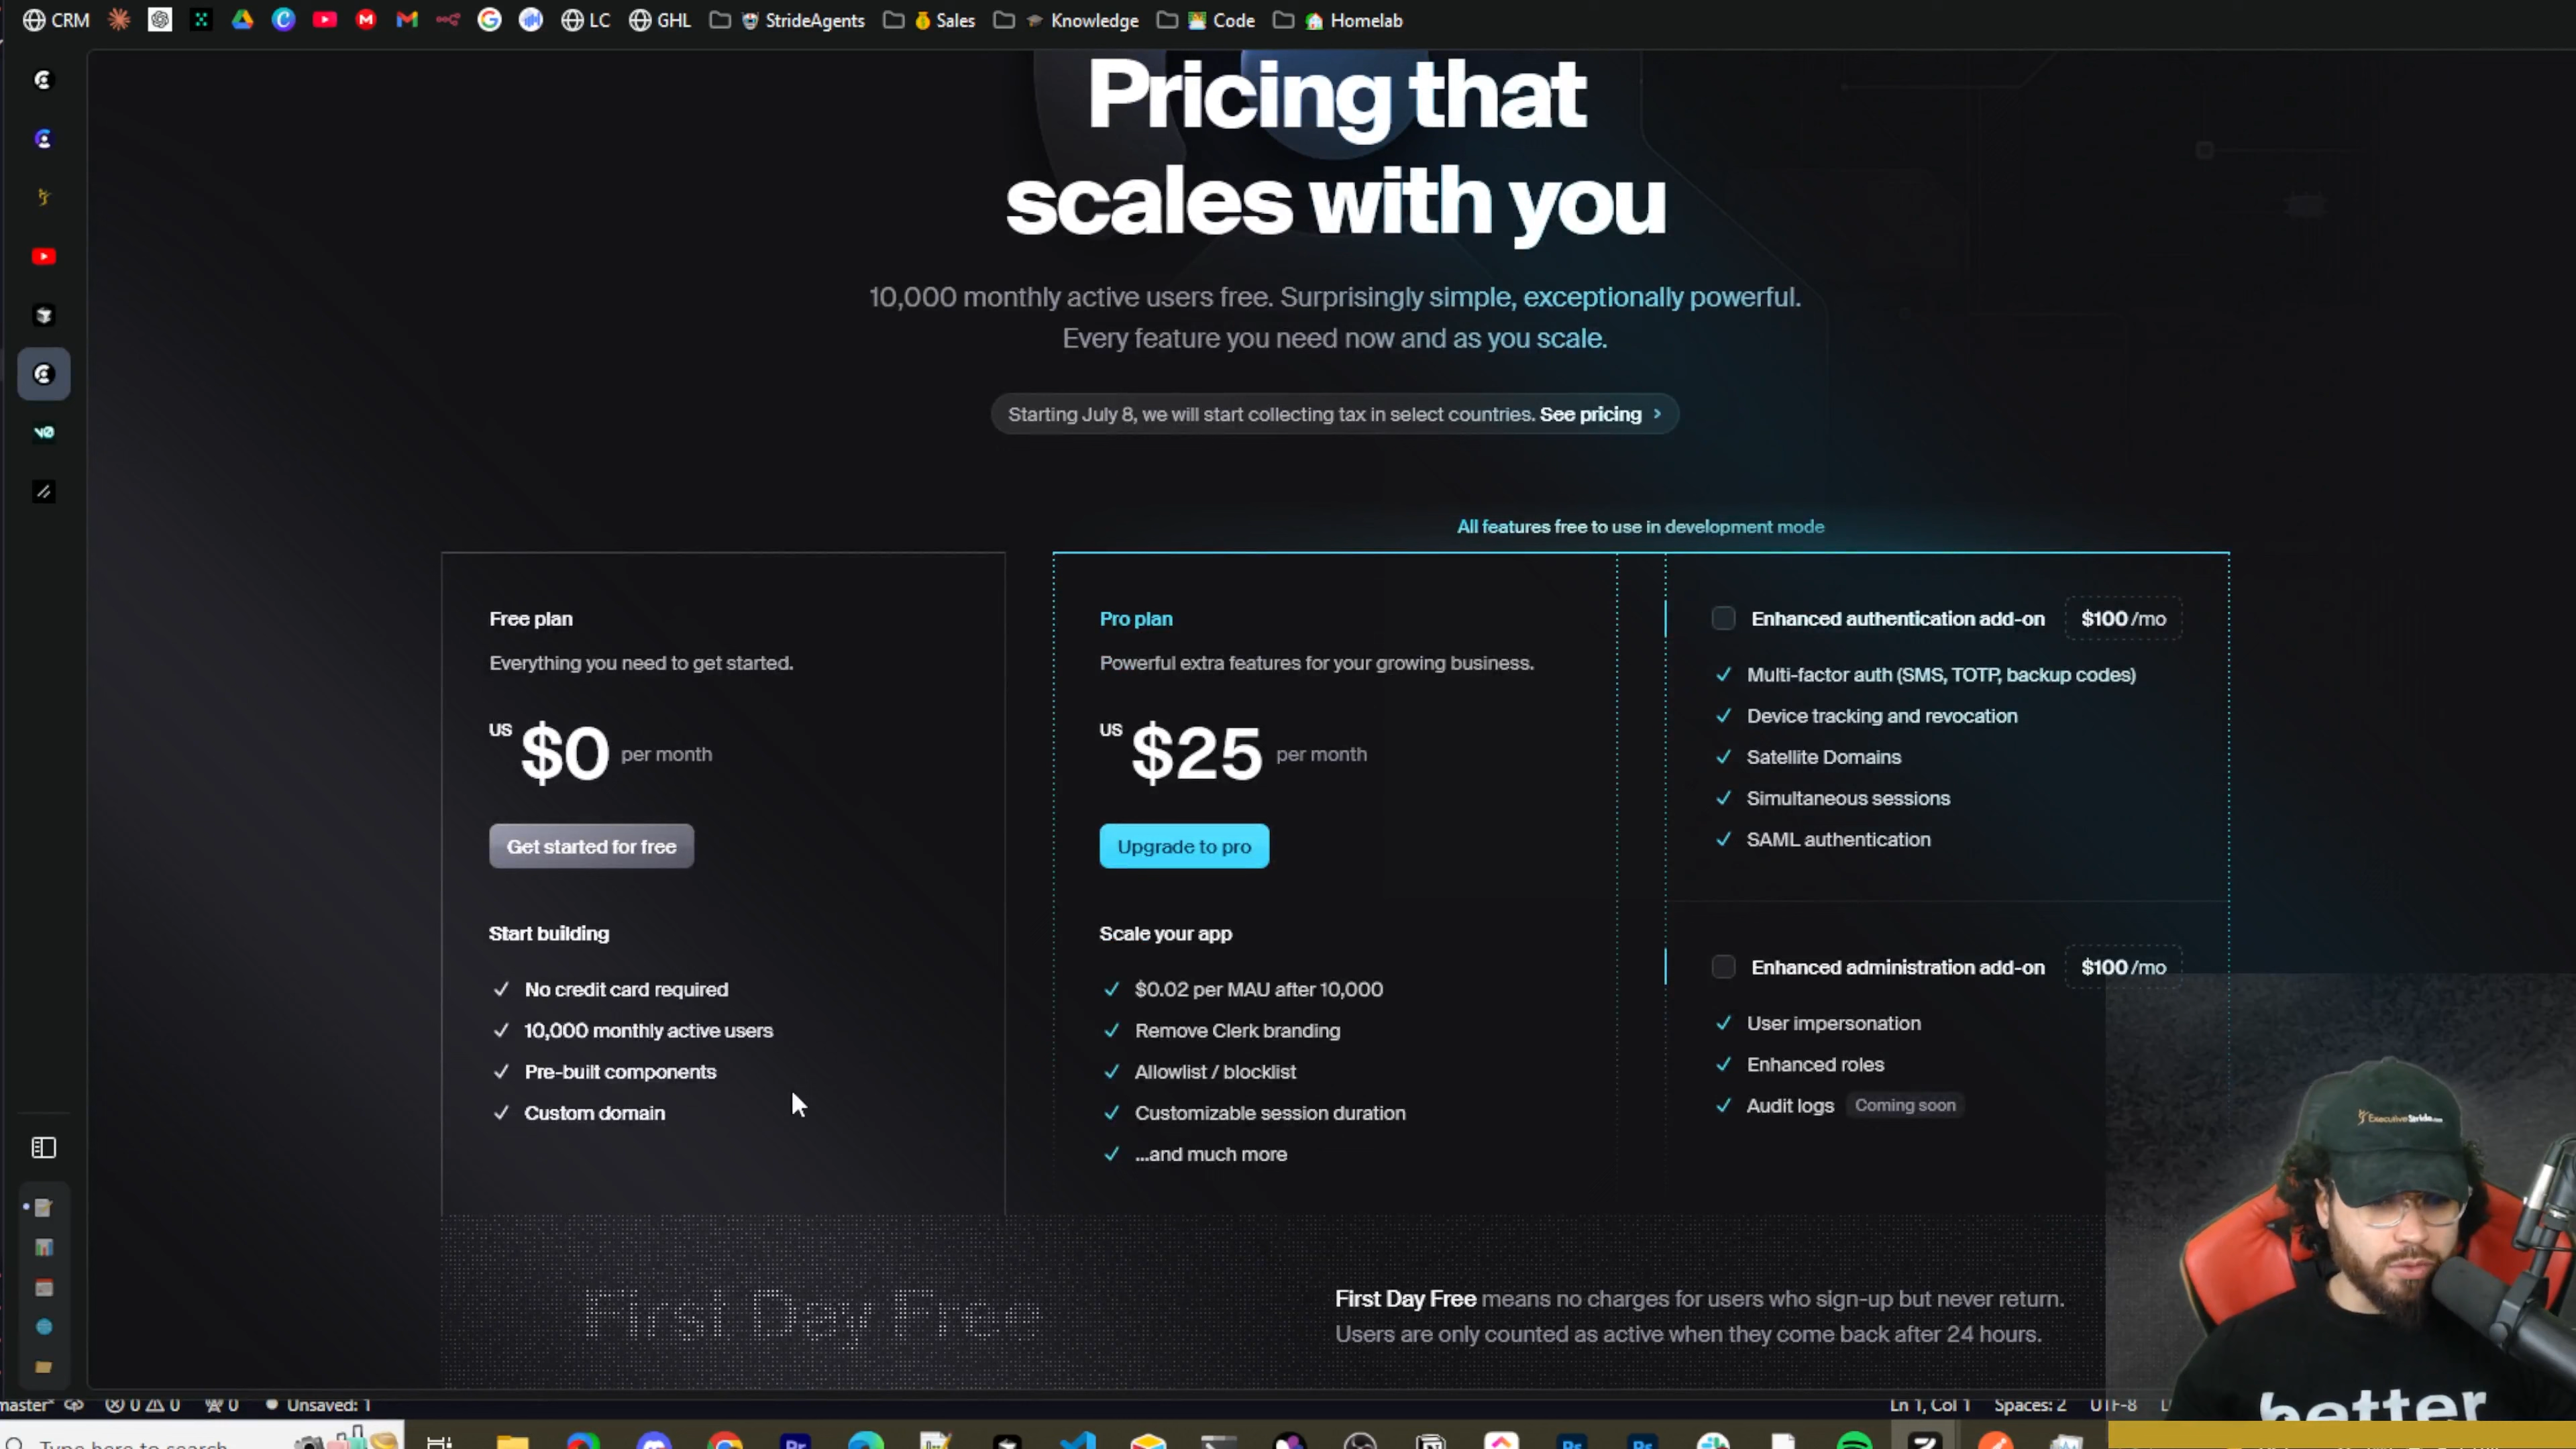 CRM LC GHL StrideAgents Sales Knowledge Code Homelab
Pricing that
scales with you
10,000 monthly active users free. Surprisingly simple, exceptionally powerful.
Every feature you need now and as you scale.
Starting July 8, we will start collecting tax in select countries. See pricing
All features free to use in development mode
Free plan
Everything you need to get started.
US $0 per month
Get started for free
Start building
No credit card required
10,000 monthly active users
Pre-built components
Custom domain
Pro plan
Powerful extra features for your growing business.
US $25 per month
Upgrade to pro
Scale your app
$0.02 per MAU after 10,000
Remove Clerk branding
Allowlist / blocklist
Customizable session duration
...and much more
Enhanced authentication add-on $100 /mo
Multi-factor auth (SMS, TOTP, backup codes)
Device tracking and revocation
Satellite Domains
Simultaneous sessions
SAML authentication
Enhanced administration add-on $100 /mo
User impersonation
Enhanced roles
Audit logs Coming soon
First Day Free
First Day Free means no charges for users who sign-up but never return.
Users are only counted as active when they come back after 24 hours.
ExecutiveStride.com
better
master* 0 0 0 Unsaved: 1 Ln 1, Col 1 Spaces: 2 UTF-8
Type here to search